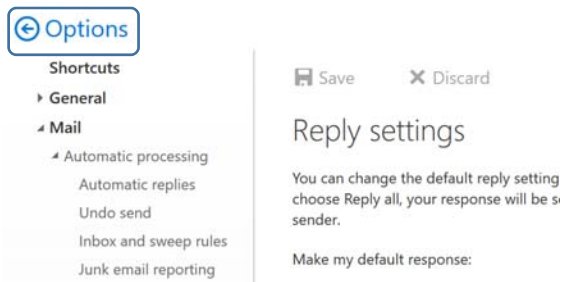 Options
Shortcuts
General
Mail
Automatic processing
Automatic replies
Undo send
Inbox and sweep rules
Junk email reporting
Save
Discard
Reply settings
You can change the default reply setting
choose Reply all, your response will be
sender.
Make my default response: